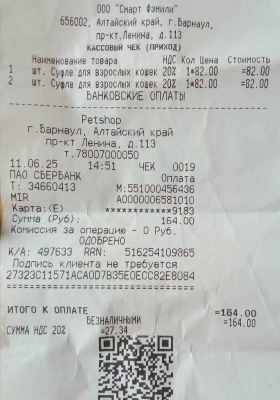 ООО "Смарт Фэмили"
656002, Алтайский край, г.Барнаул,
пр-кт.Ленина, д.113
КАССОВЫЙ ЧЕК (ПРИХОД)
Наименование товара НДС Кол Цена Стоимость
1 шт. Суфле для взрослых кошек 20% 1*82.00 =82.00
2 шт. Суфле для взрослых кошек 20% 1*82.00 =82.00
БАНКОВСКИЕ ОПЛАТЫ
Petshop
г.Барнаул, Алтайский край
пр-кт Ленина, д.113
т.78007000050
11.06.25 14:51 ЧЕК 0019
ПАО СБЕРБАНК Оплата
Т: 34660413 М:551000456436
MIR A0000006581010
Карта:(E) ************9183
Сумма (Руб): 164.00
Комиссия за операцию - 0 Руб.
ОДОБРЕНО
К/А: 497633 RRN: 516254109865
Подпись клиента не требуется
27323C11571ACA0D7B35E0ECC82E8084
ИТОГО К ОПЛАТЕ =164.00
БЕЗНАЛИЧНЫМИ =164.00
СУММА НДС 20% =27.34